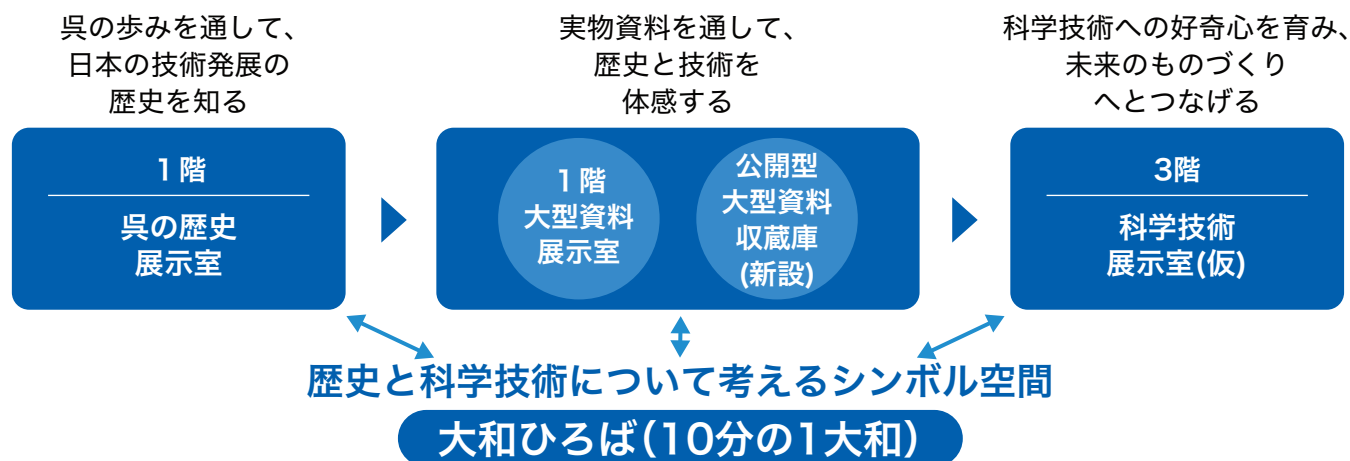 呉の歩みを通して、
日本の技術発展の
歴史を知る
1階
呉の歴史
展示室
実物資料を通して、
歴史と技術を
体感する
1階
大型資料
展示室
公開型
大型資料
収蔵庫
(新設)
科学技術への好奇心を育み、
未来のものづくり
へとつなげる
3階
科学技術
展示室(仮)
歴史と科学技術について考えるシンボル空間
大和ひろば(10分の1大和)